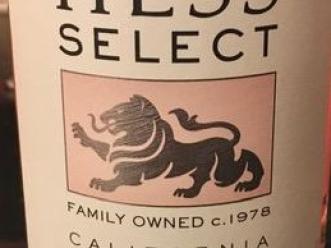 HESS
SELECT
FAMILY OWNED c.1978
CALIFORNIA